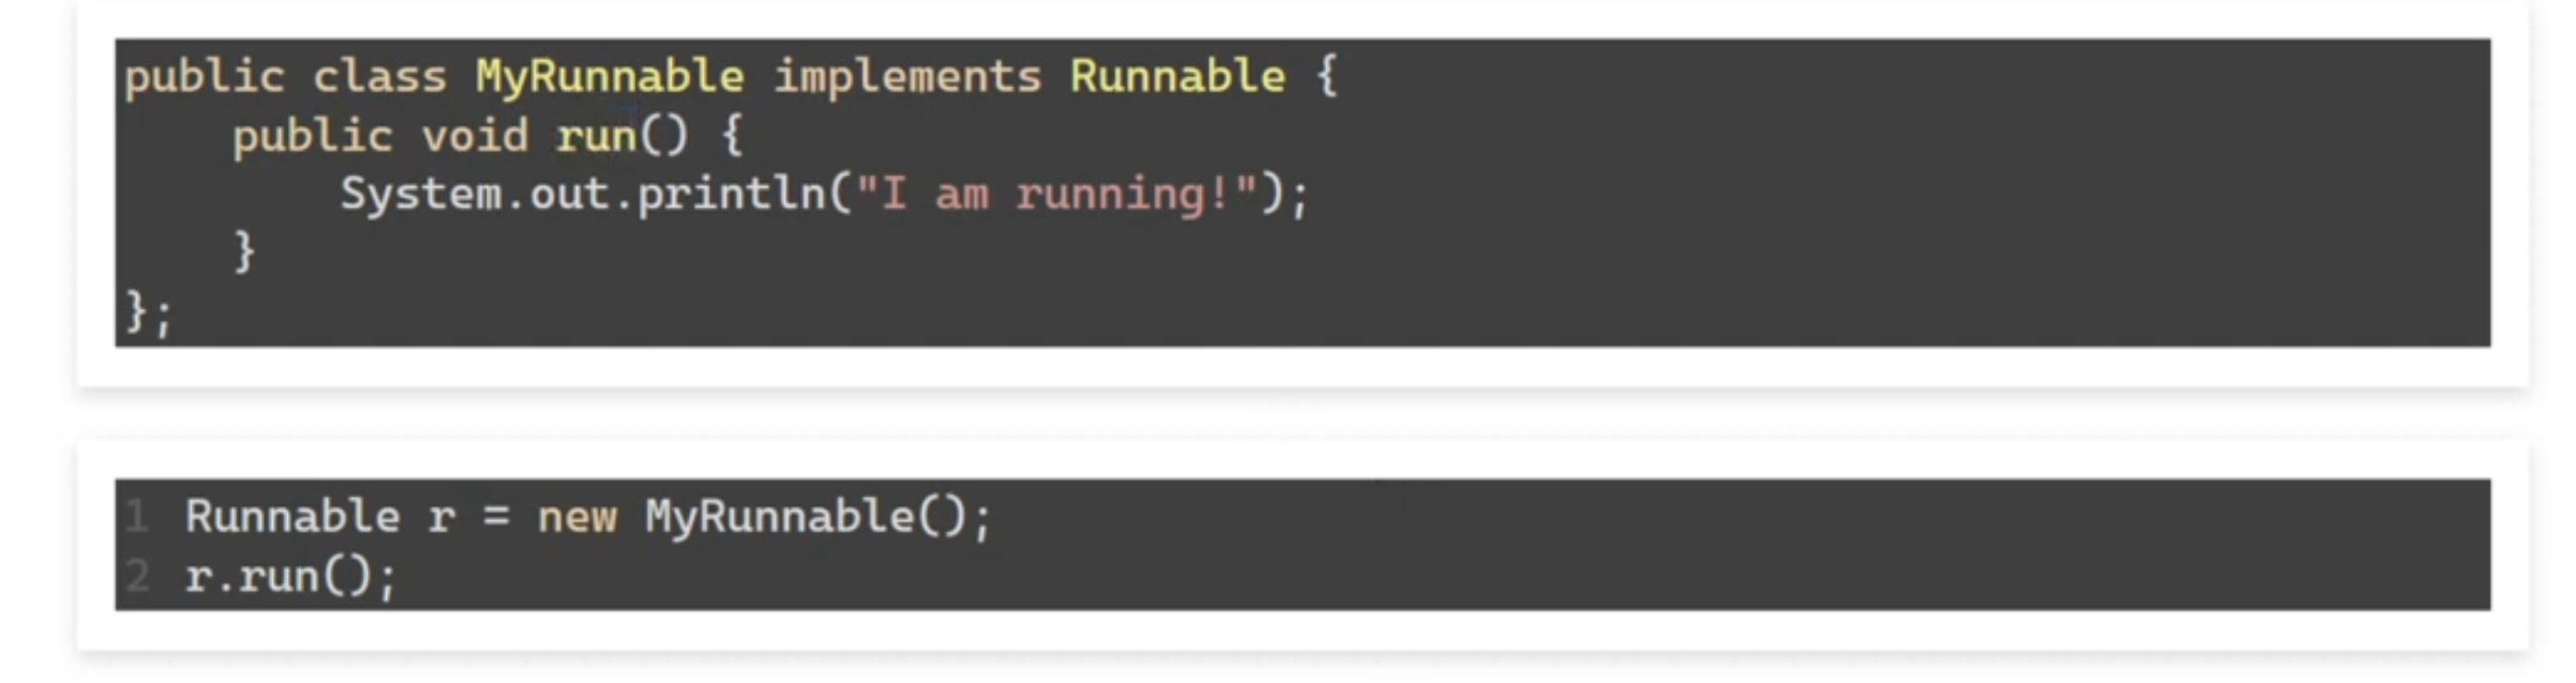 public class MyRunnable implements Runnable {
    public void run() {
        System.out.println("I am running!");
    }
};
1 Runnable r = new MyRunnable();
2 r.run();